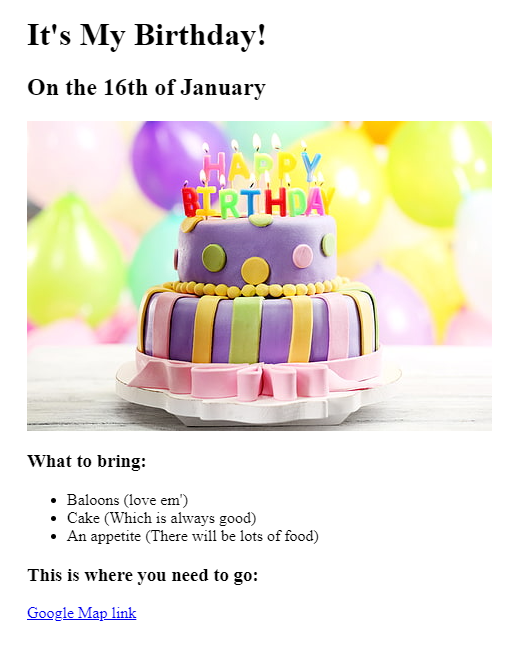 It's My Birthday!
On the 16th of January
HAPPY
BIRTHDAY
What to bring:
Baloons (love em')
Cake (Which is always good)
An appetite (There will be lots of food)
This is where you need to go:
Google Map link